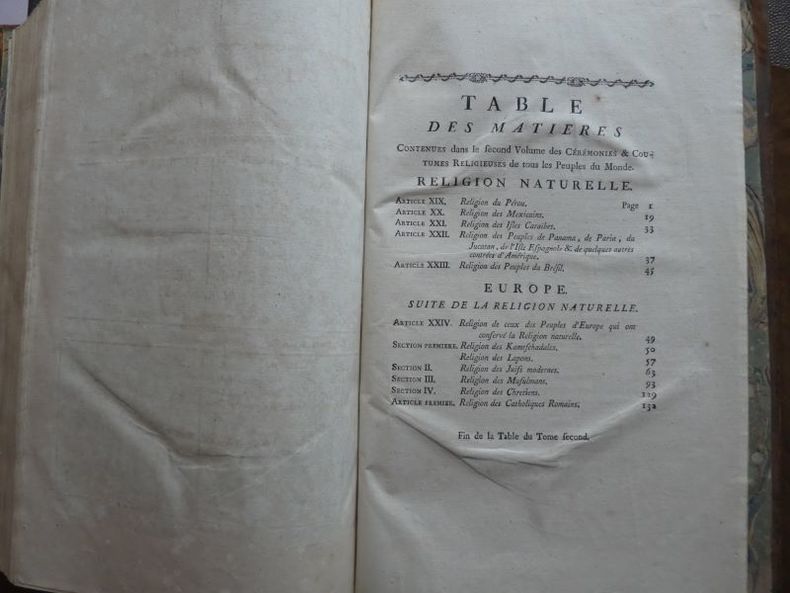 TABLE
DES MATIERES
CONTENUES dans le ſecond Volume des CÉRÉMONIES & COU-
TUMES RELIGIEUSES de tous les Peuples du Monde.
RELIGION NATURELLE.
ARTICLE XIX. Religion du Pérou. Page 1
ARTICLE XX. Religion des Mexicains. 19
ARTICLE XXI. Religion des Iſles Caraibes. 33
ARTICLE XXII. Religion des Peuples de Panama, de Paria, du
Jucatan, de l'Iſle Eſpagnole & de quelques autres
contrées d'Amérique. 37
ARTICLE XXIII. Religion des Peuples du Bréſil. 45
EUROPE.
SUITE DE LA RELIGION NATURELLE.
ARTICLE XXIV. Religion de ceux des Peuples d'Europe qui ont
conſervé la Religion naturelle. 49
SECTION PREMIERE. Religion des Kamtſchadales. 50
Religion des Lapons. 57
SECTION II. Religion des Juifs modernes. 63
SECTION III. Religion des Muſulmans. 93
SECTION IV. Religion des Chretiens. 129
ARTICLE PREMIER. Religion des Catholiques Romains. 132
Fin de la Table du Tome ſecond.